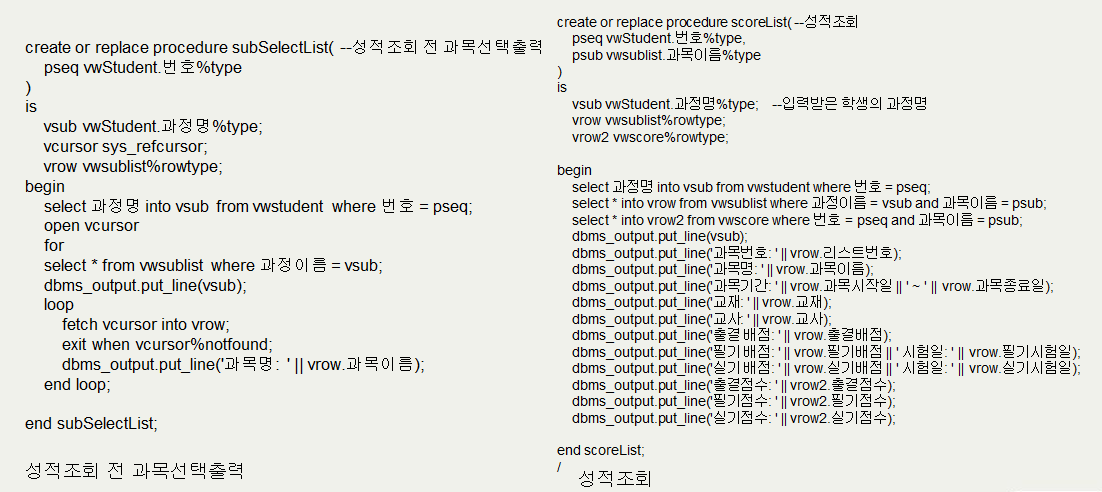 create or replace procedure subSelectList( --성적조회 전 과목선택출력
pseq vwStudent.번호%type
)
is
vsub vwStudent.과정명%type;
vcursor sys_refcursor;
vrow vwsublist%rowtype;
begin
select 과정명 into vsub from vwstudent where 번호 = pseq;
open vcursor
for
select * from vwsublist where 과정이름 = vsub;
dbms_output.put_line(vsub);
loop
fetch vcursor into vrow;
exit when vcursor%notfound;
dbms_output.put_line('과목명: ' || vrow.과목이름);
end loop;
end subSelectList;
성적조회 전 과목선택출력
create or replace procedure scoreList( --성적조회
pseq vwStudent.번호%type,
psub vwsublist.과목이름%type
)
is
vsub vwStudent.과정명%type; --입력받은 학생의 과정명
vrow vwsublist%rowtype;
vrow2 vwscore%rowtype;
begin
select 과정명 into vsub from vwstudent where 번호 = pseq;
select * into vrow from vwsublist where 과정이름 = vsub and 과목이름 = psub;
select * into vrow2 from vwscore where 번호 = pseq and 과목이름 = psub;
dbms_output.put_line(vsub);
dbms_output.put_line('과목번호: ' || vrow.리스트번호);
dbms_output.put_line('과목명: ' || vrow.과목이름);
dbms_output.put_line('과목기간: ' || vrow.과목시작일 || ' ~ ' || vrow.과목종료일);
dbms_output.put_line('교재: ' || vrow.교재);
dbms_output.put_line('교사: ' || vrow.교사);
dbms_output.put_line('출결배점: ' || vrow.출결배점);
dbms_output.put_line('필기배점: ' || vrow.필기배점 || ' 시험일: ' || vrow.필기시험일);
dbms_output.put_line('실기배점: ' || vrow.실기배점 || ' 시험일: ' || vrow.실기시험일);
dbms_output.put_line('출결점수: ' || vrow2.출결점수);
dbms_output.put_line('필기점수: ' || vrow2.필기점수);
dbms_output.put_line('실기점수: ' || vrow2.실기점수);
end scoreList;
/
성적조회